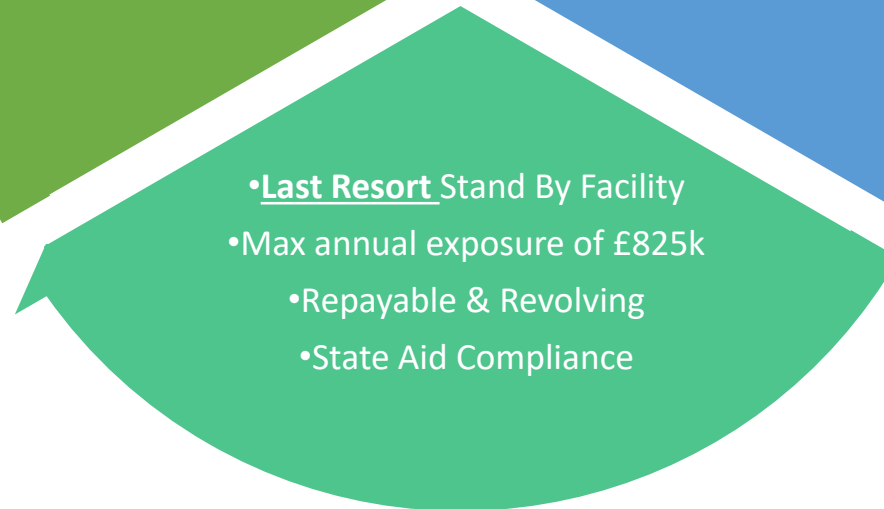 •Last Resort Stand By Facility
•Max annual exposure of £825k
•Repayable & Revolving
•State Aid Compliance